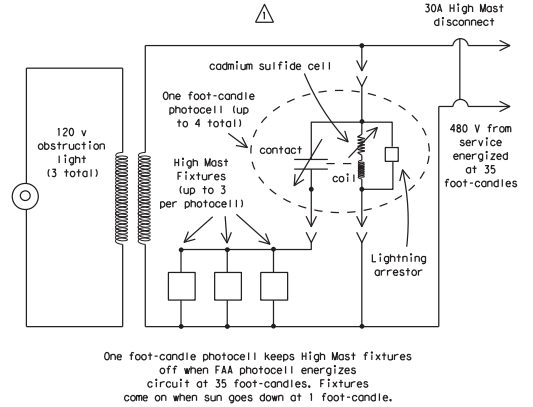 1
30A High Mast
disconnect
cadmium sulfide cell
One foot-candle
photocell (up
to 4 total)
120 v
obstruction
light
(3 total)
High Mast
Fixtures
(up to 3
per photocell)
contact
coil
480 V from
service
energized
at 35
foot-candles
Lightning
arrestor
One foot-candle photocell keeps High Mast fixtures
off when FAA photocell energizes
circuit at 35 foot-candles. Fixtures
come on when sun goes down at 1 foot-candle.